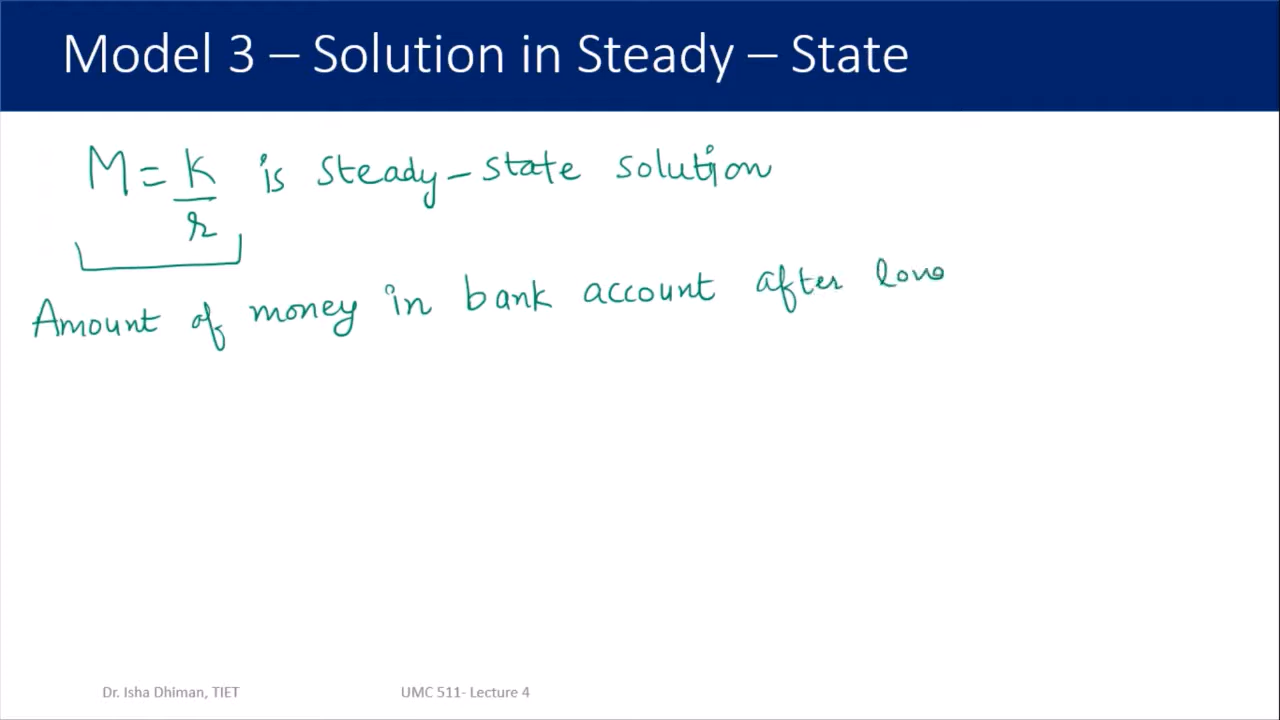 Model 3 – Solution in Steady – State
M = K is steady-state solution
r
Amount of money in bank account after
Dr. Isha Dhiman, TIET
UMC 511- Lecture 4